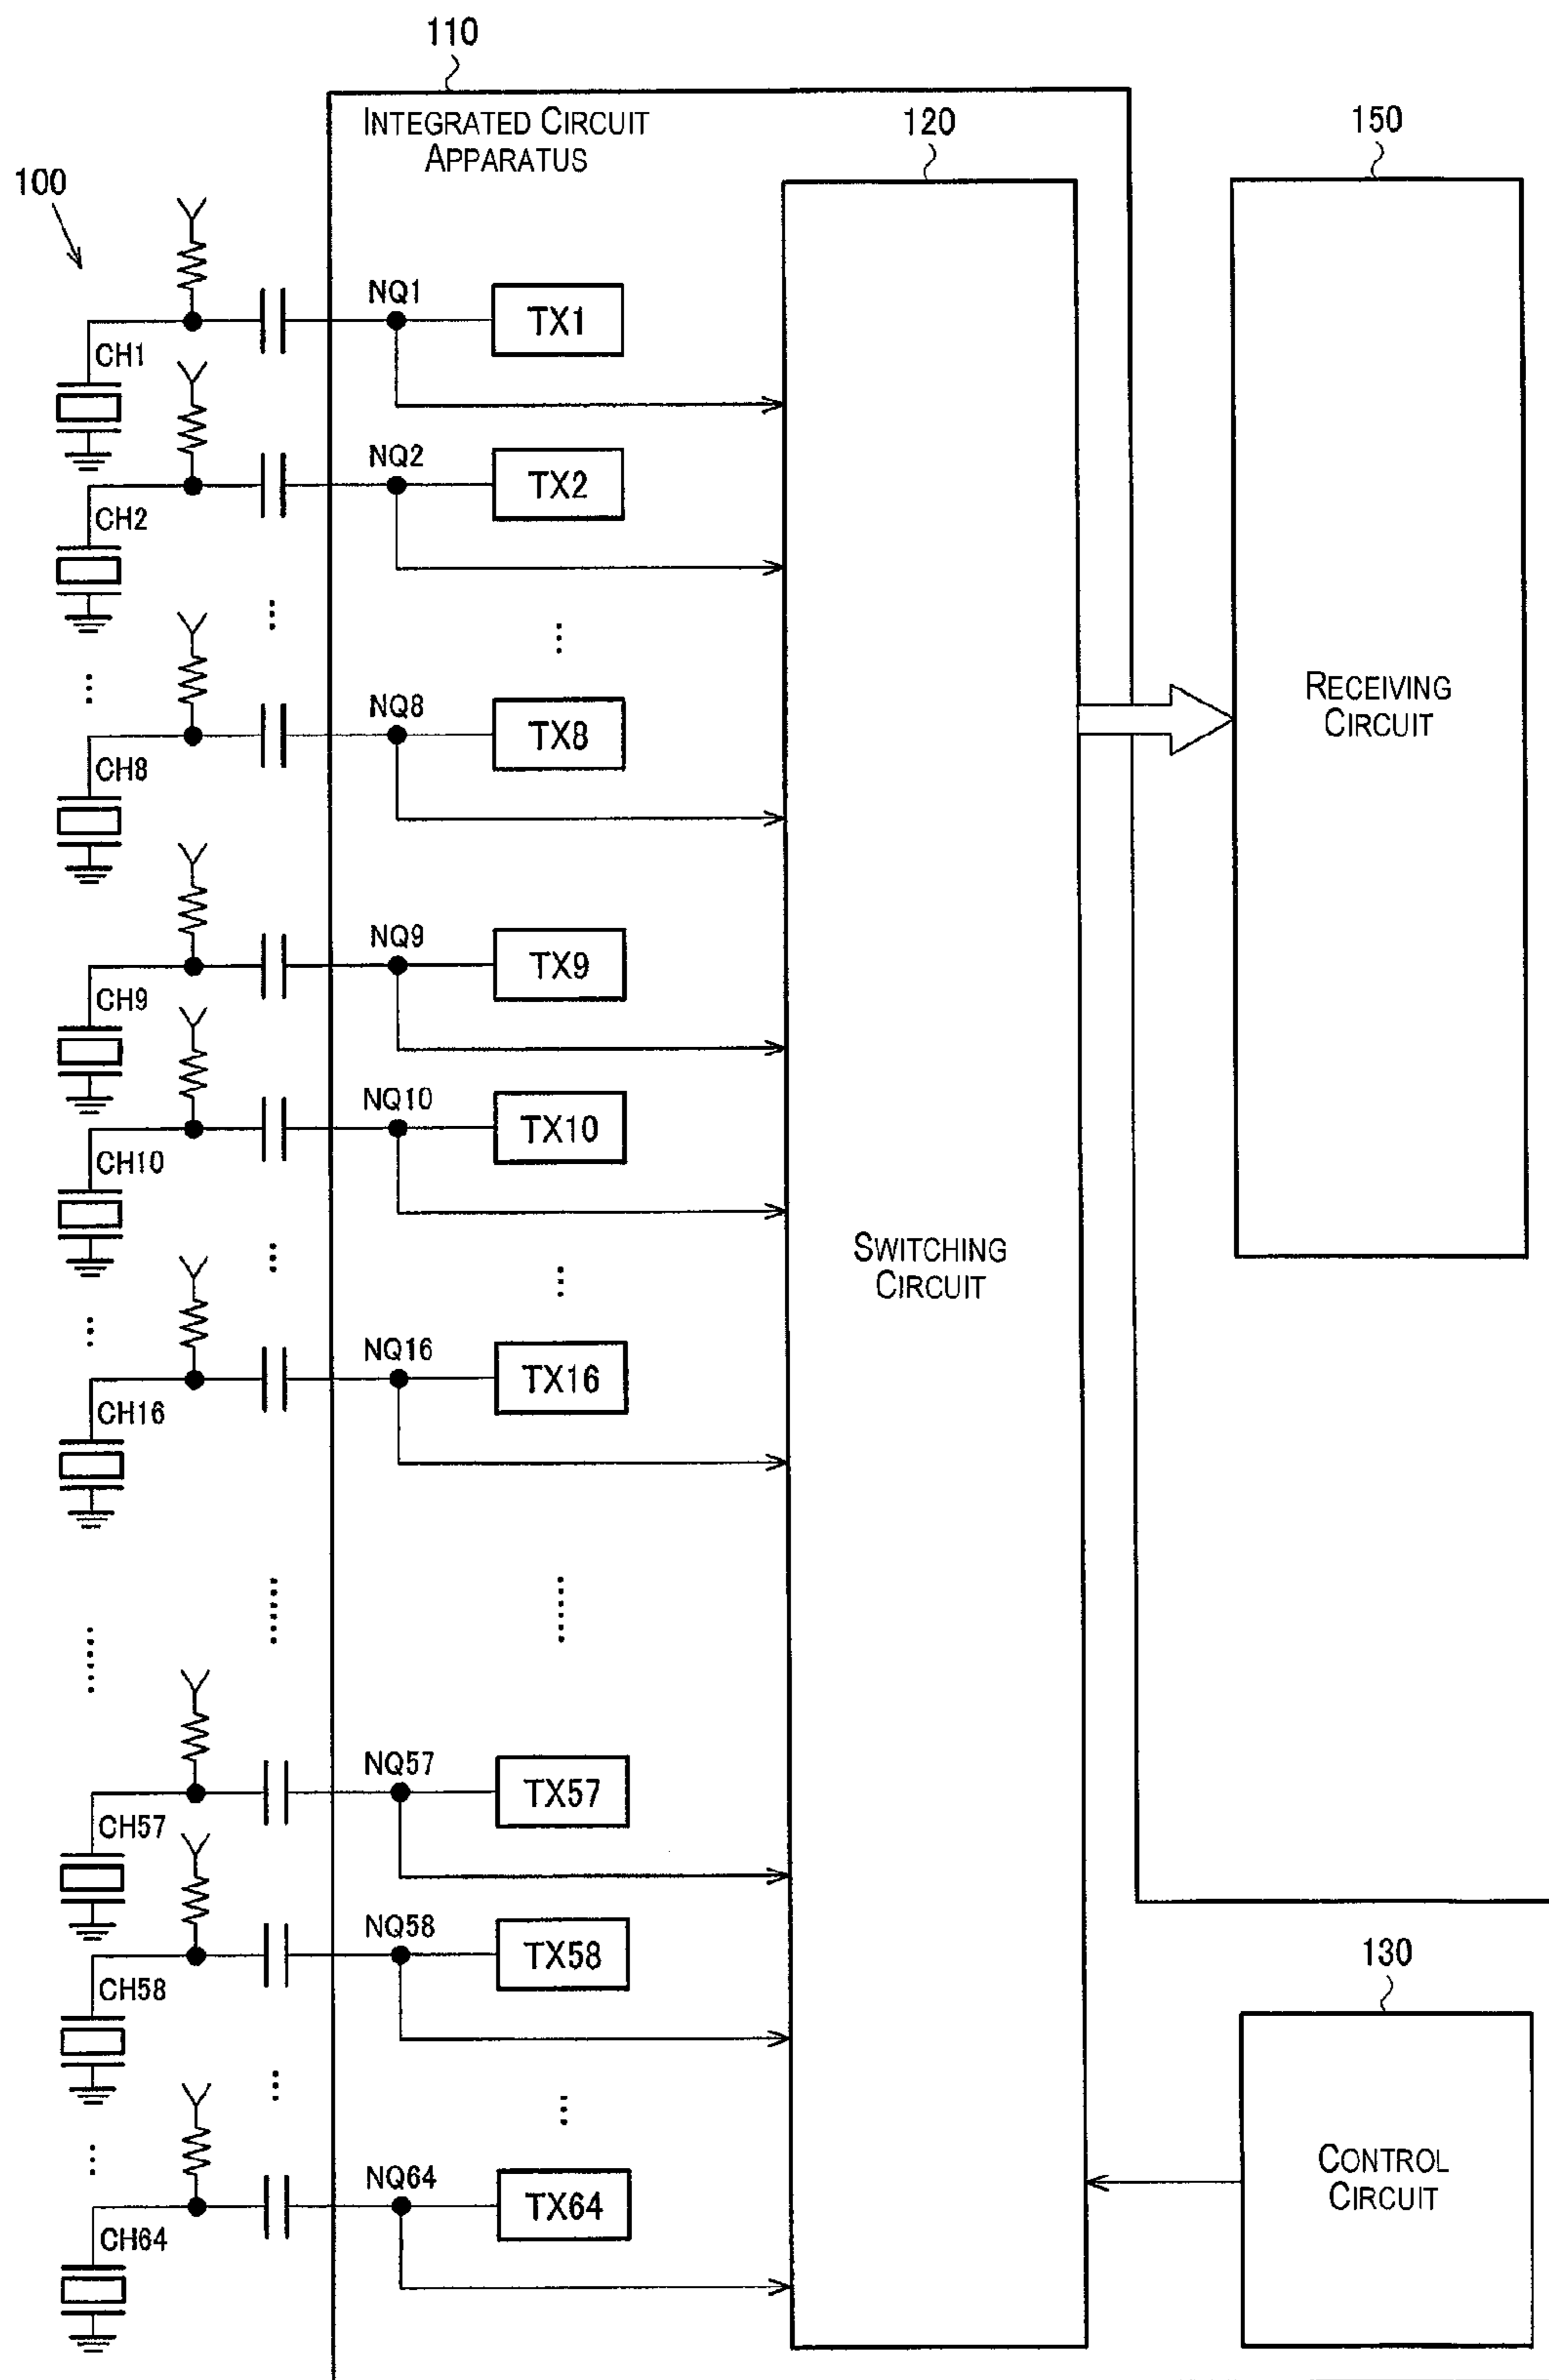 110
INTEGRATED CIRCUIT
APPARATUS
120
150
100
NQ1
TX1
CH1
NQ2
TX2
CH2
NQ8
TX8
CH8
RECEIVING
CIRCUIT
NQ9
TX9
CH9
NQ10
TX10
CH10
SWITCHING
CIRCUIT
NQ16
TX16
CH16
NQ57
TX57
CH57
NQ58
TX58
CH58
130
NQ64
TX64
CH64
CONTROL
CIRCUIT